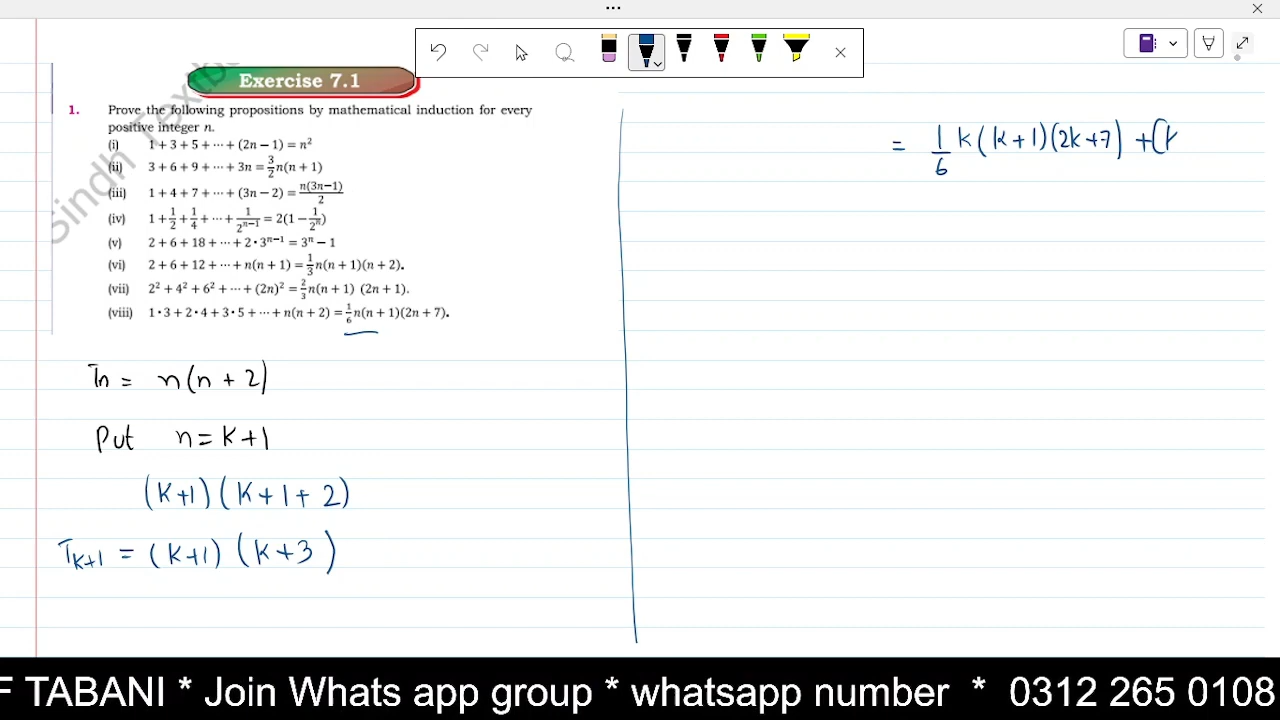 Exercise 7.1
1. Prove the following propositions by mathematical induction for every
positive integer n.
(i) 1 + 3 + 5 + ⋯ + (2n − 1) = n²
(ii) 3 + 6 + 9 + ⋯ + 3n = 3/2 n(n + 1)
(iii) 1 + 4 + 7 + ⋯ + (3n − 2) = n(3n−1)/2
(iv) 1 + 1/2 + 1/4 + ⋯ + 1/2ⁿ⁻¹ = 2(1 − 1/2ⁿ)
(v) 2 + 6 + 18 + ⋯ + 2•3ⁿ⁻¹ = 3ⁿ − 1
(vi) 2 + 6 + 12 + ⋯ + n(n + 1) = 1/3 n(n + 1)(n + 2).
(vii) 2² + 4² + 6² + ⋯ + (2n)² = 2/3 n(n + 1) (2n + 1).
(viii) 1•3 + 2•4 + 3•5 + ⋯ + n(n + 2) = 1/6 n(n + 1)(2n + 7).
Sindh
Tn = n(n + 2)
Put n = K+1
(K+1)(K+1+2)
TK+1 = (K+1) (K+3)
= 1/6 K(K+1)(2K+7) +(K
F TABANI * Join Whats app group * whatsapp number * 0312 265 0108